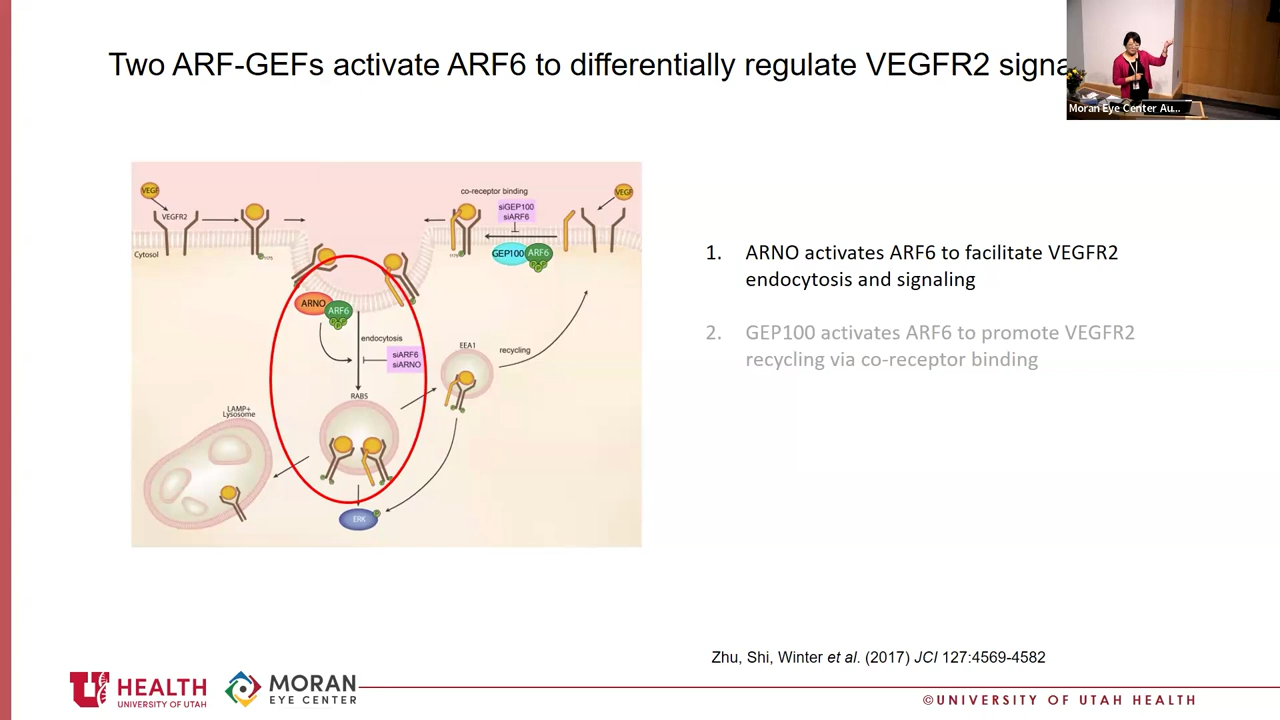 Two ARF-GEFs activate ARF6 to differentially regulate VEGFR2 signa
Moran Eye Center Au...
VEGF
VEGFR2
Cytosol
co-receptor binding
siGEP100
siARF6
GEP100
ARF6
VEGF
ARNO
ARF6
endocytosis
siARF6
siARNO
EEA1
recycling
RAB5
LAMP+
Lysosome
ERK
P
1. ARNO activates ARF6 to facilitate VEGFR2
endocytosis and signaling
2. GEP100 activates ARF6 to promote VEGFR2
recycling via co-receptor binding
Zhu, Shi, Winter et al. (2017) JCI 127:4569-4582
U HEALTH
UNIVERSITY OF UTAH
MORAN
EYE CENTER
©UNIVERSITY OF UTAH HEALTH